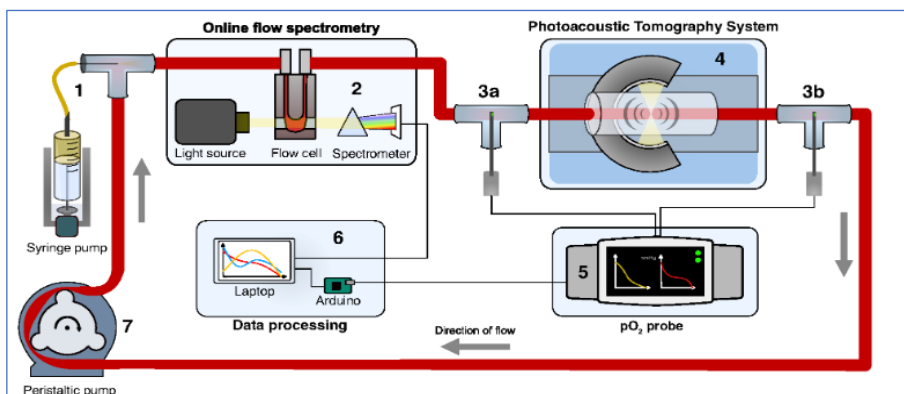 Online flow spectrometry
Photoacoustic Tomography System
1
2
3a
4
3b
Light source
Flow cell
Spectrometer
Syringe pump
6
5
Laptop
Arduino
Data processing
pO₂ probe
7
Direction of flow
Peristaltic pump